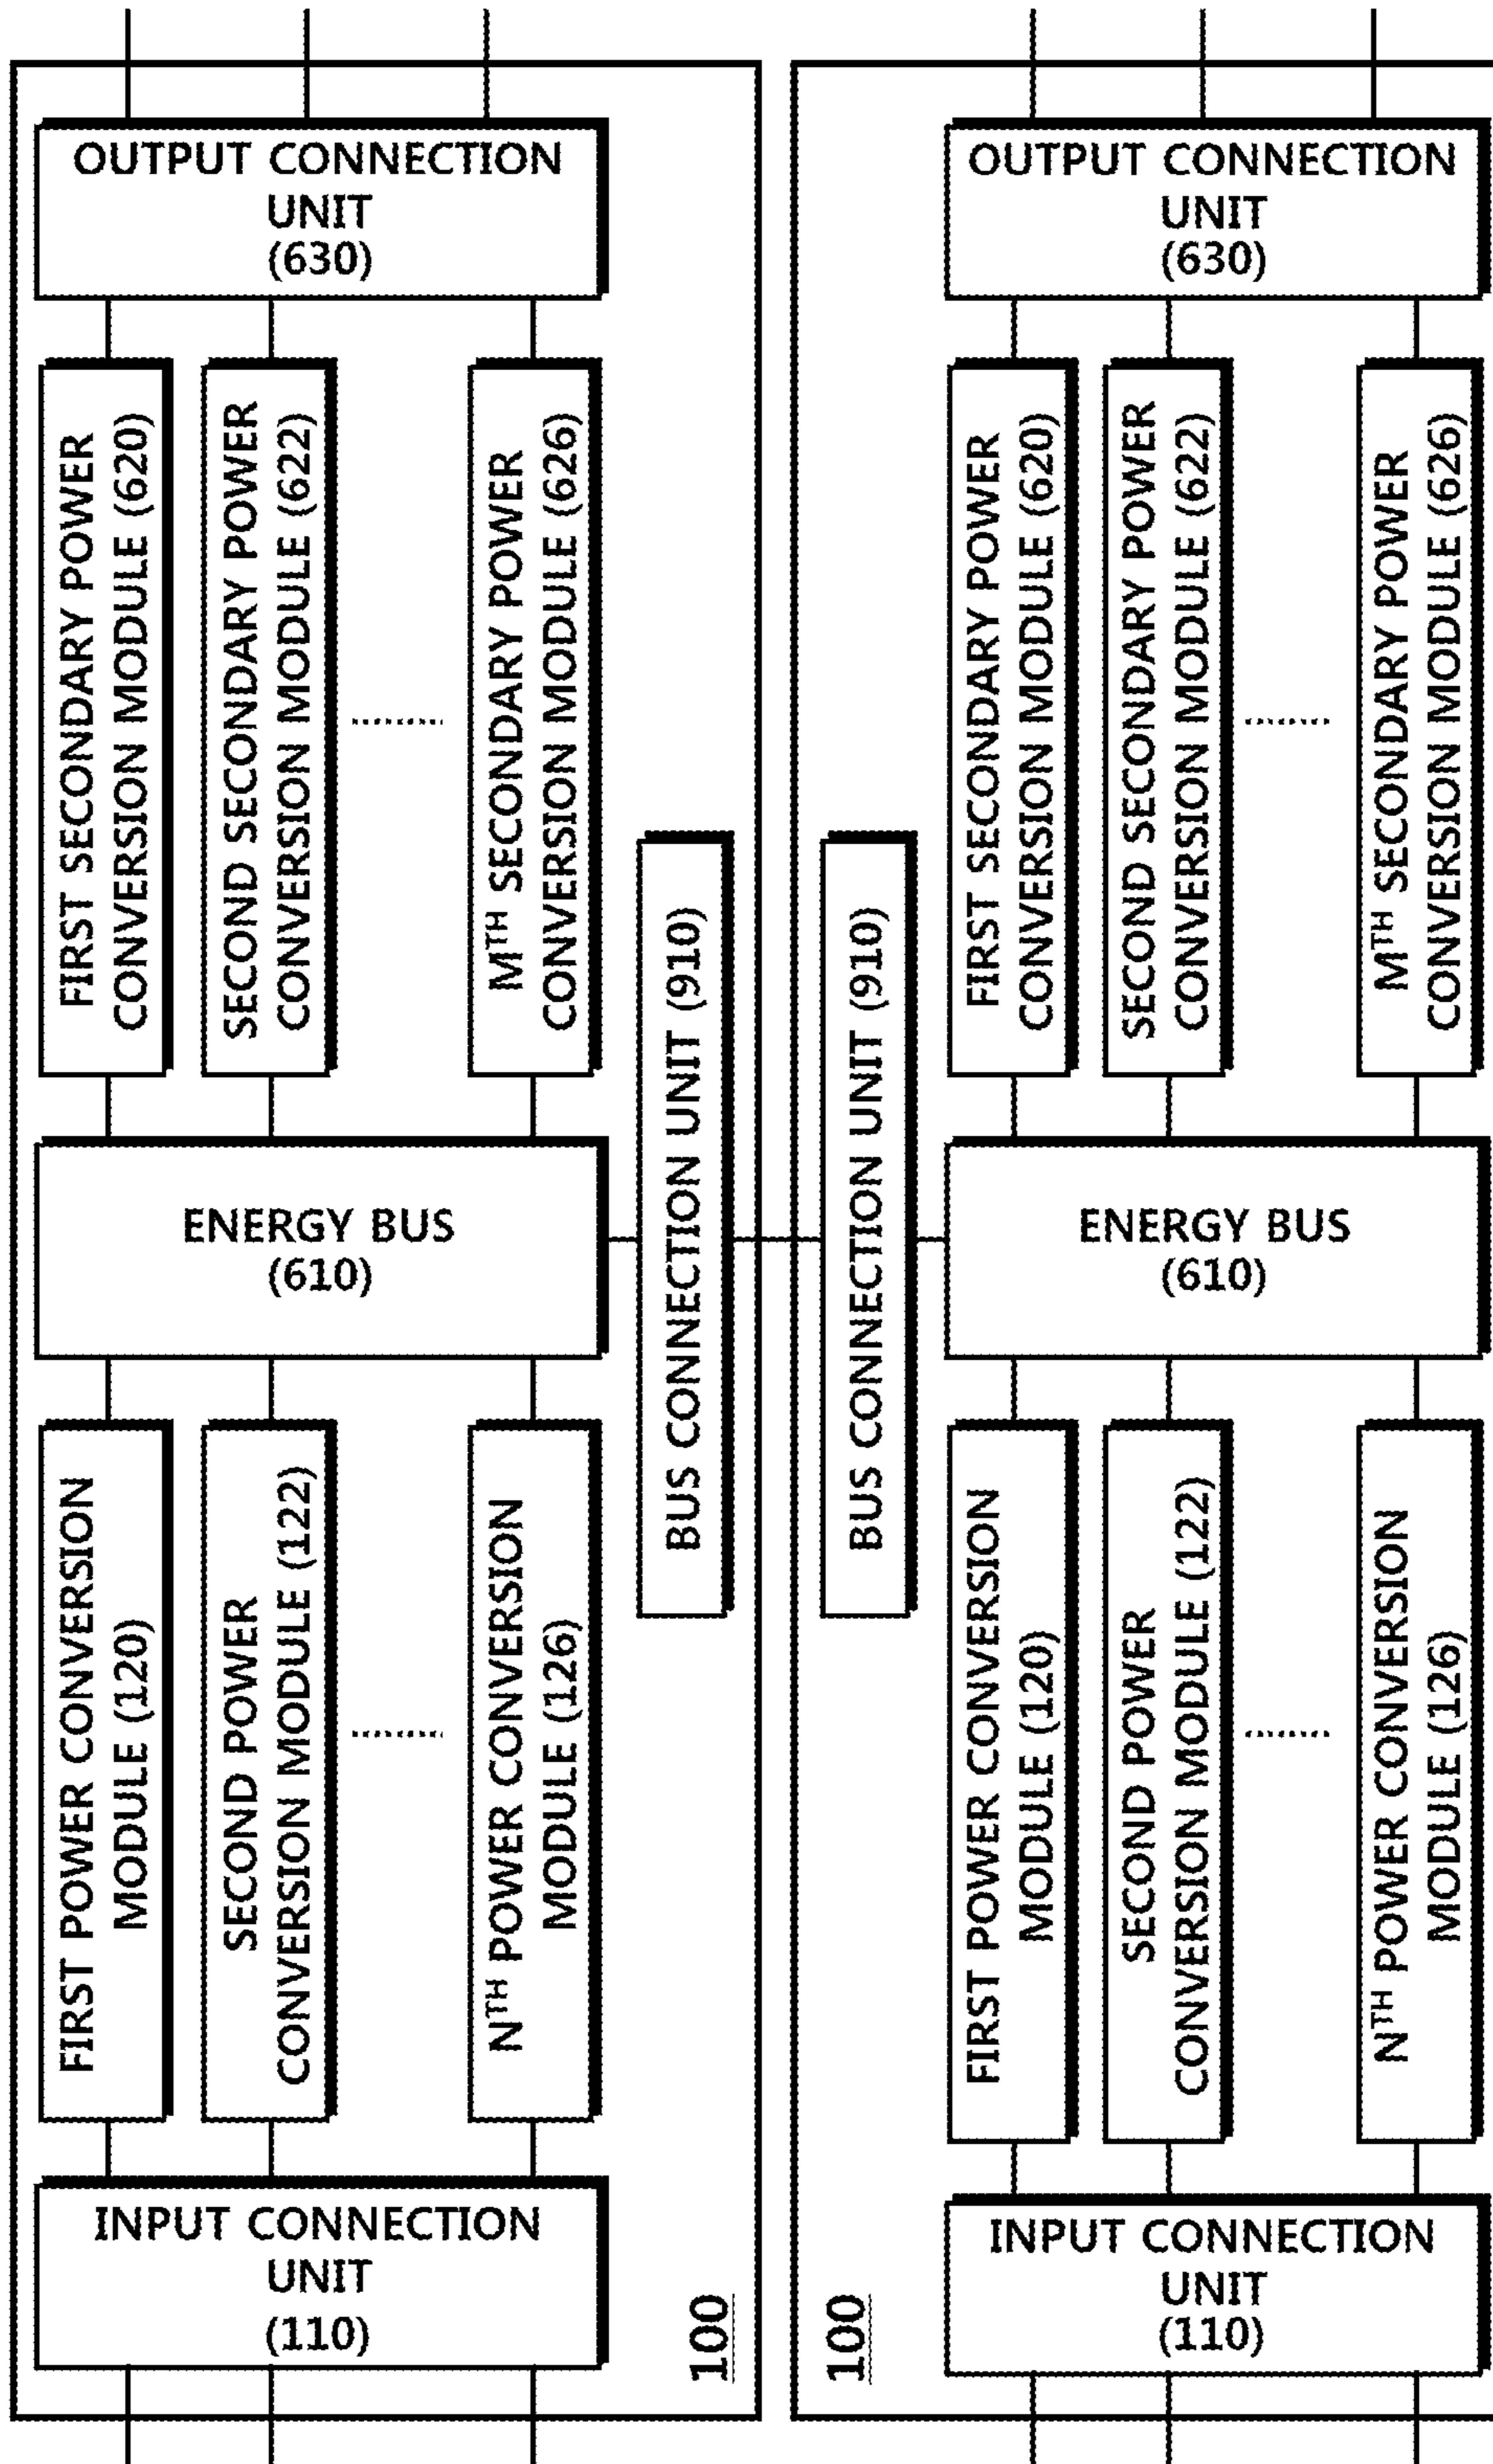 OUTPUT CONNECTION
UNIT
(630)
FIRST SECONDARY POWER
CONVERSION MODULE (620)
SECOND SECONDARY POWER
CONVERSION MODULE (622)
MTH SECONDARY POWER
CONVERSION MODULE (626)
ENERGY BUS
(610)
BUS CONNECTION UNIT (910)
FIRST POWER CONVERSION
MODULE (120)
SECOND POWER
CONVERSION MODULE (122)
NTH POWER CONVERSION
MODULE (126)
INPUT CONNECTION
UNIT
(110)
100
OUTPUT CONNECTION
UNIT
(630)
FIRST SECONDARY POWER
CONVERSION MODULE (620)
SECOND SECONDARY POWER
CONVERSION MODULE (622)
MTH SECONDARY POWER
CONVERSION MODULE (626)
BUS CONNECTION UNIT (910)
ENERGY BUS
(610)
FIRST POWER CONVERSION
MODULE (120)
SECOND POWER
CONVERSION MODULE (122)
NTH POWER CONVERSION
MODULE (126)
100
INPUT CONNECTION
UNIT
(110)